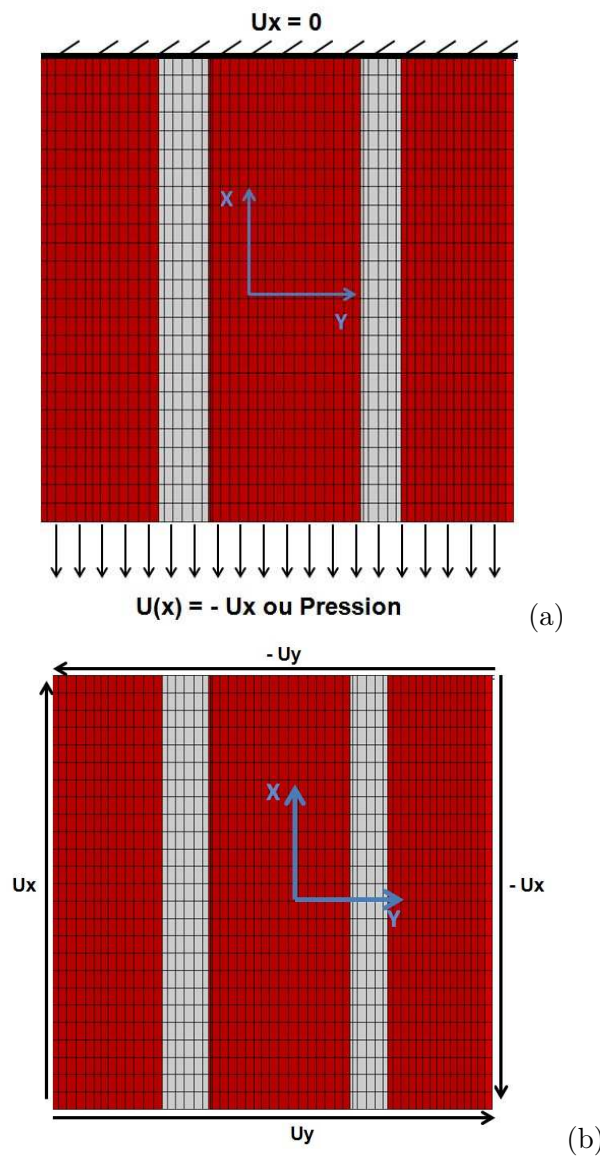 Ux = 0
X
Y
U(x) = - Ux ou Pression
(a)
- Uy
X
Ux
- Ux
Y
Uy
(b)